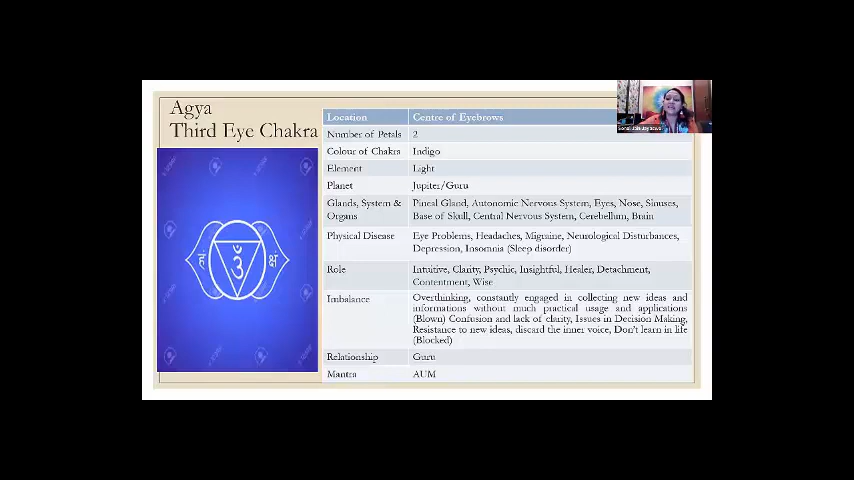 Agya
Third Eye Chakra
Location Centre of Eyebrows
Number of Petals 2
Colour of Chakra Indigo
Element Light
Planet Jupiter/Guru
Glands, System & Pineal Gland, Autonomic Nervous System, Eyes, Nose, Sinuses,
Organs Base of Skull, Central Nervous System, Cerebellum, Brain
Physical Disease Eye Problems, Headaches, Migraine, Neurological Disturbances,
Depression, Insomnia (Sleep disorder)
Role Intuitive, Clarity, Psychic, Insightful, Healer, Detachment,
Contentment, Wise
Imbalance Overthinking, constantly engaged in collecting new ideas and
informations without much practical usage and applications
(Blown) Confusion and lack of clarity, Issues in Decision Making,
Resistance to new ideas, discard the inner voice, Don't learn in life
(Blocked)
Relationship Guru
Mantra AUM
हं ॐ क्षं